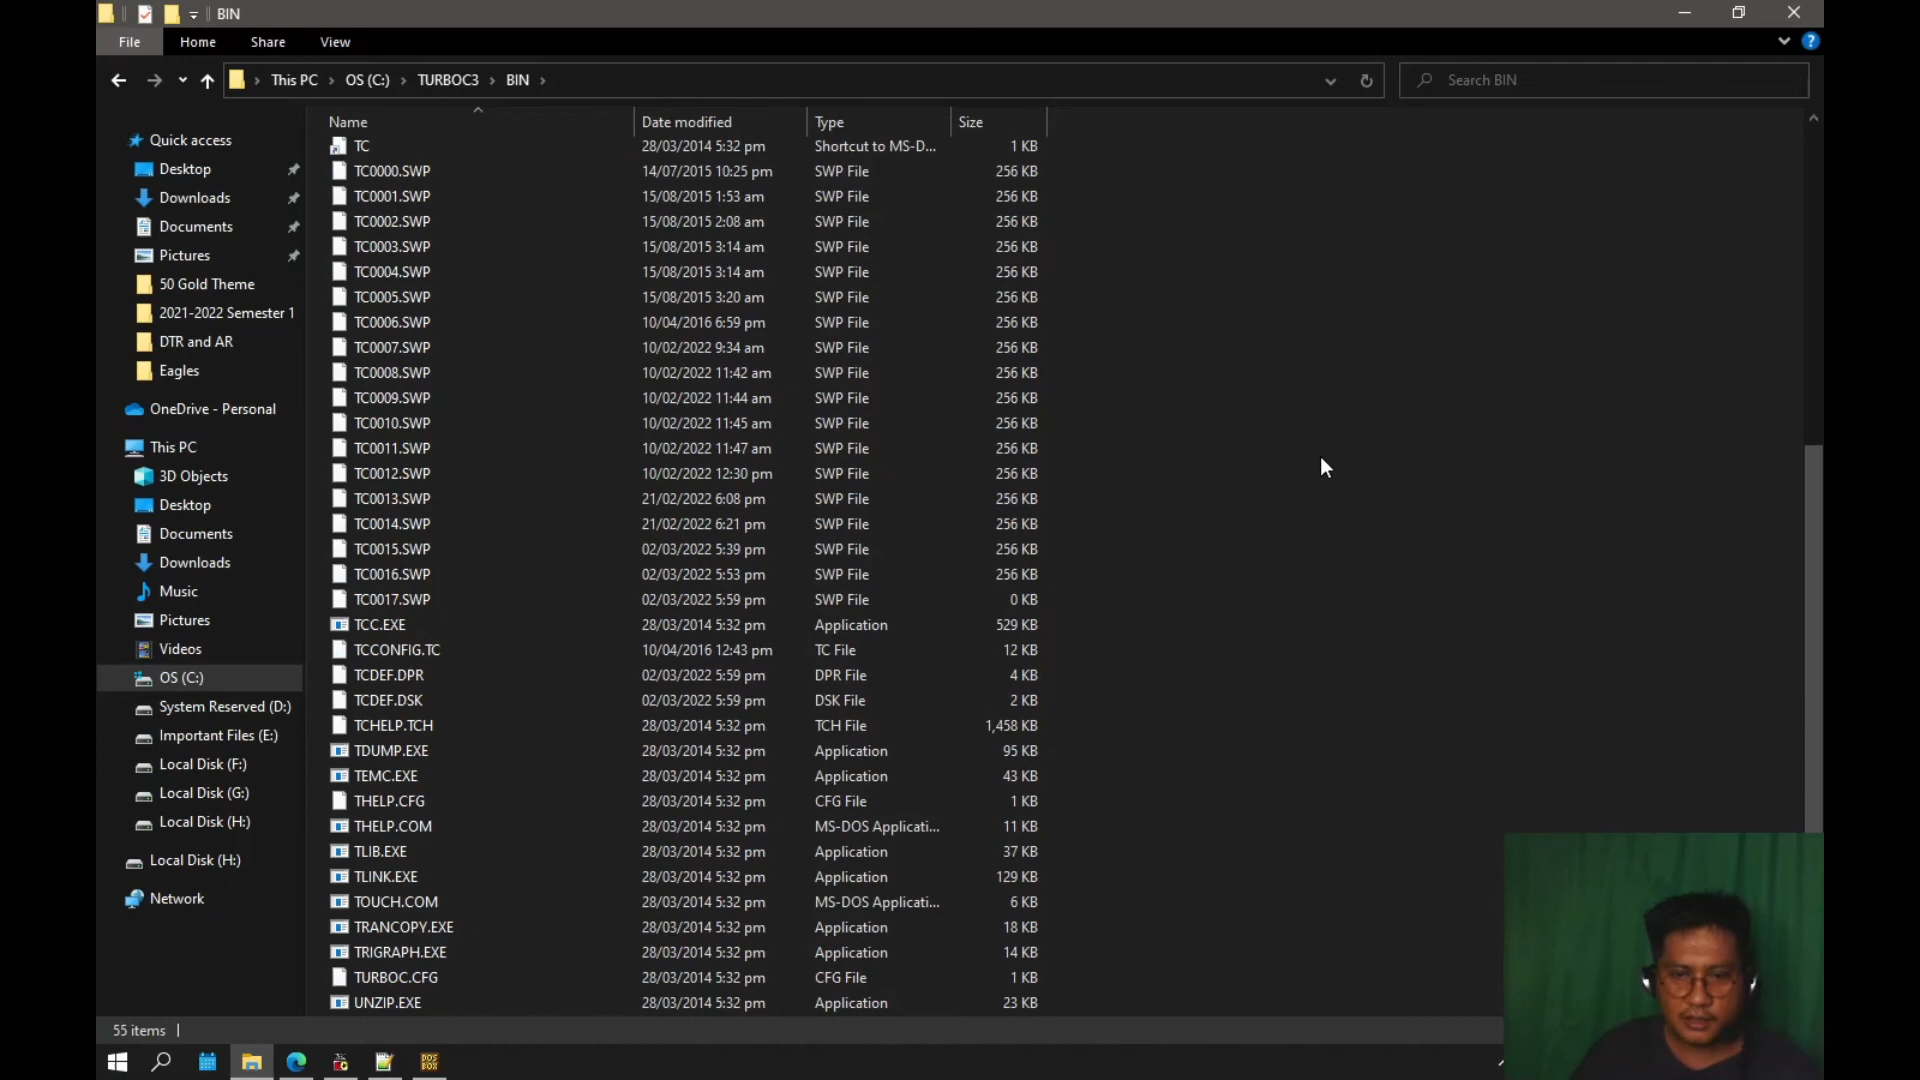 BIN
File Home Share View
This PC OS (C:) TURBOC3 BIN Search BIN
Name Date modified Type Size
Quick access
Desktop
Downloads
Documents
Pictures
50 Gold Theme
2021-2022 Semester 1
DTR and AR
Eagles
OneDrive - Personal
This PC
3D Objects
Desktop
Documents
Downloads
Music
Pictures
Videos
OS (C:)
System Reserved (D:)
Important Files (E:)
Local Disk (F:)
Local Disk (G:)
Local Disk (H:)
Local Disk (H:)
Network
TC 28/03/2014 5:32 pm Shortcut to MS-D... 1 KB
TC0000.SWP 14/07/2015 10:25 pm SWP File 256 KB
TC0001.SWP 15/08/2015 1:53 am SWP File 256 KB
TC0002.SWP 15/08/2015 2:08 am SWP File 256 KB
TC0003.SWP 15/08/2015 3:14 am SWP File 256 KB
TC0004.SWP 15/08/2015 3:14 am SWP File 256 KB
TC0005.SWP 15/08/2015 3:20 am SWP File 256 KB
TC0006.SWP 10/04/2016 6:59 pm SWP File 256 KB
TC0007.SWP 10/02/2022 9:34 am SWP File 256 KB
TC0008.SWP 10/02/2022 11:42 am SWP File 256 KB
TC0009.SWP 10/02/2022 11:44 am SWP File 256 KB
TC0010.SWP 10/02/2022 11:45 am SWP File 256 KB
TC0011.SWP 10/02/2022 11:47 am SWP File 256 KB
TC0012.SWP 10/02/2022 12:30 pm SWP File 256 KB
TC0013.SWP 21/02/2022 6:08 pm SWP File 256 KB
TC0014.SWP 21/02/2022 6:21 pm SWP File 256 KB
TC0015.SWP 02/03/2022 5:39 pm SWP File 256 KB
TC0016.SWP 02/03/2022 5:53 pm SWP File 256 KB
TC0017.SWP 02/03/2022 5:59 pm SWP File 0 KB
TCC.EXE 28/03/2014 5:32 pm Application 529 KB
TCCONFIG.TC 10/04/2016 12:43 pm TC File 12 KB
TCDEF.DPR 02/03/2022 5:59 pm DPR File 4 KB
TCDEF.DSK 02/03/2022 5:59 pm DSK File 2 KB
TCHELP.TCH 28/03/2014 5:32 pm TCH File 1,458 KB
TDUMP.EXE 28/03/2014 5:32 pm Application 95 KB
TEMC.EXE 28/03/2014 5:32 pm Application 43 KB
THELP.CFG 28/03/2014 5:32 pm CFG File 1 KB
THELP.COM 28/03/2014 5:32 pm MS-DOS Applicati... 11 KB
TLIB.EXE 28/03/2014 5:32 pm Application 37 KB
TLINK.EXE 28/03/2014 5:32 pm Application 129 KB
TOUCH.COM 28/03/2014 5:32 pm MS-DOS Applicati... 6 KB
TRANCOPY.EXE 28/03/2014 5:32 pm Application 18 KB
TRIGRAPH.EXE 28/03/2014 5:32 pm Application 14 KB
TURBOC.CFG 28/03/2014 5:32 pm CFG File 1 KB
UNZIP.EXE 28/03/2014 5:32 pm Application 23 KB
55 items
DOS
BOX